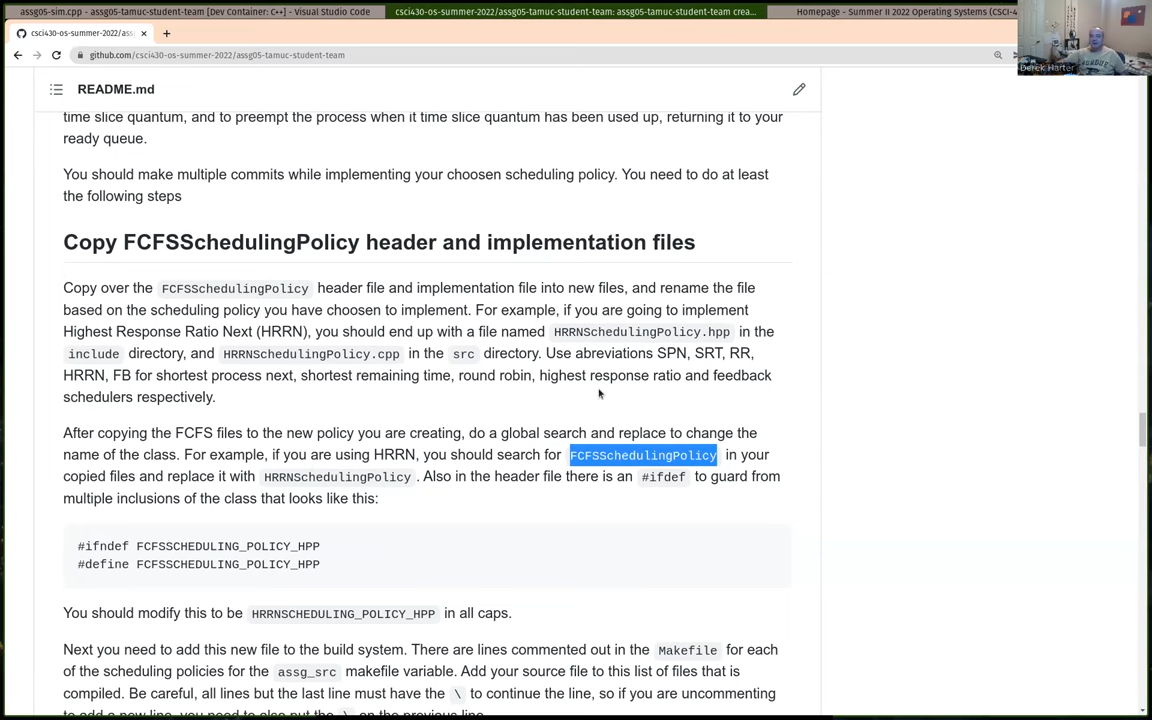 assg05-sim.cpp - assg05-tamuc-student-team [Dev Container: C++] - Visual Studio Code
csci430-os-summer-2022/assg05-tamuc-student-team: assg05-tamuc-student-team crea...
Homepage - Summer II 2022 Operating Systems (CSCI-4
csci430-os-summer-2022/assg
github.com/csci430-os-summer-2022/assg05-tamuc-student-team
Derek Harter
README.md
time slice quantum, and to preempt the process when it time slice quantum has been used up, returning it to your
ready queue.
You should make multiple commits while implementing your choosen scheduling policy. You need to do at least
the following steps
Copy FCFSSchedulingPolicy header and implementation files
Copy over the FCFSSchedulingPolicy header file and implementation file into new files, and rename the file
based on the scheduling policy you have choosen to implement. For example, if you are going to implement
Highest Response Ratio Next (HRRN), you should end up with a file named HRRNSchedulingPolicy.hpp in the
include directory, and HRRNSchedulingPolicy.cpp in the src directory. Use abreviations SPN, SRT, RR,
HRRN, FB for shortest process next, shortest remaining time, round robin, highest response ratio and feedback
schedulers respectively.
After copying the FCFS files to the new policy you are creating, do a global search and replace to change the
name of the class. For example, if you are using HRRN, you should search for FCFSSchedulingPolicy in your
copied files and replace it with HRRNSchedulingPolicy . Also in the header file there is an #ifdef to guard from
multiple inclusions of the class that looks like this:
#ifndef FCFSSCHEDULING_POLICY_HPP
#define FCFSSCHEDULING_POLICY_HPP
You should modify this to be HRRNSCHEDULING_POLICY_HPP in all caps.
Next you need to add this new file to the build system. There are lines commented out in the Makefile for each
of the scheduling policies for the assg_src makefile variable. Add your source file to this list of files that is
compiled. Be careful, all lines but the last line must have the \ to continue the line, so if you are uncommenting
to add a new line, you need to also put the \ on the previous line.